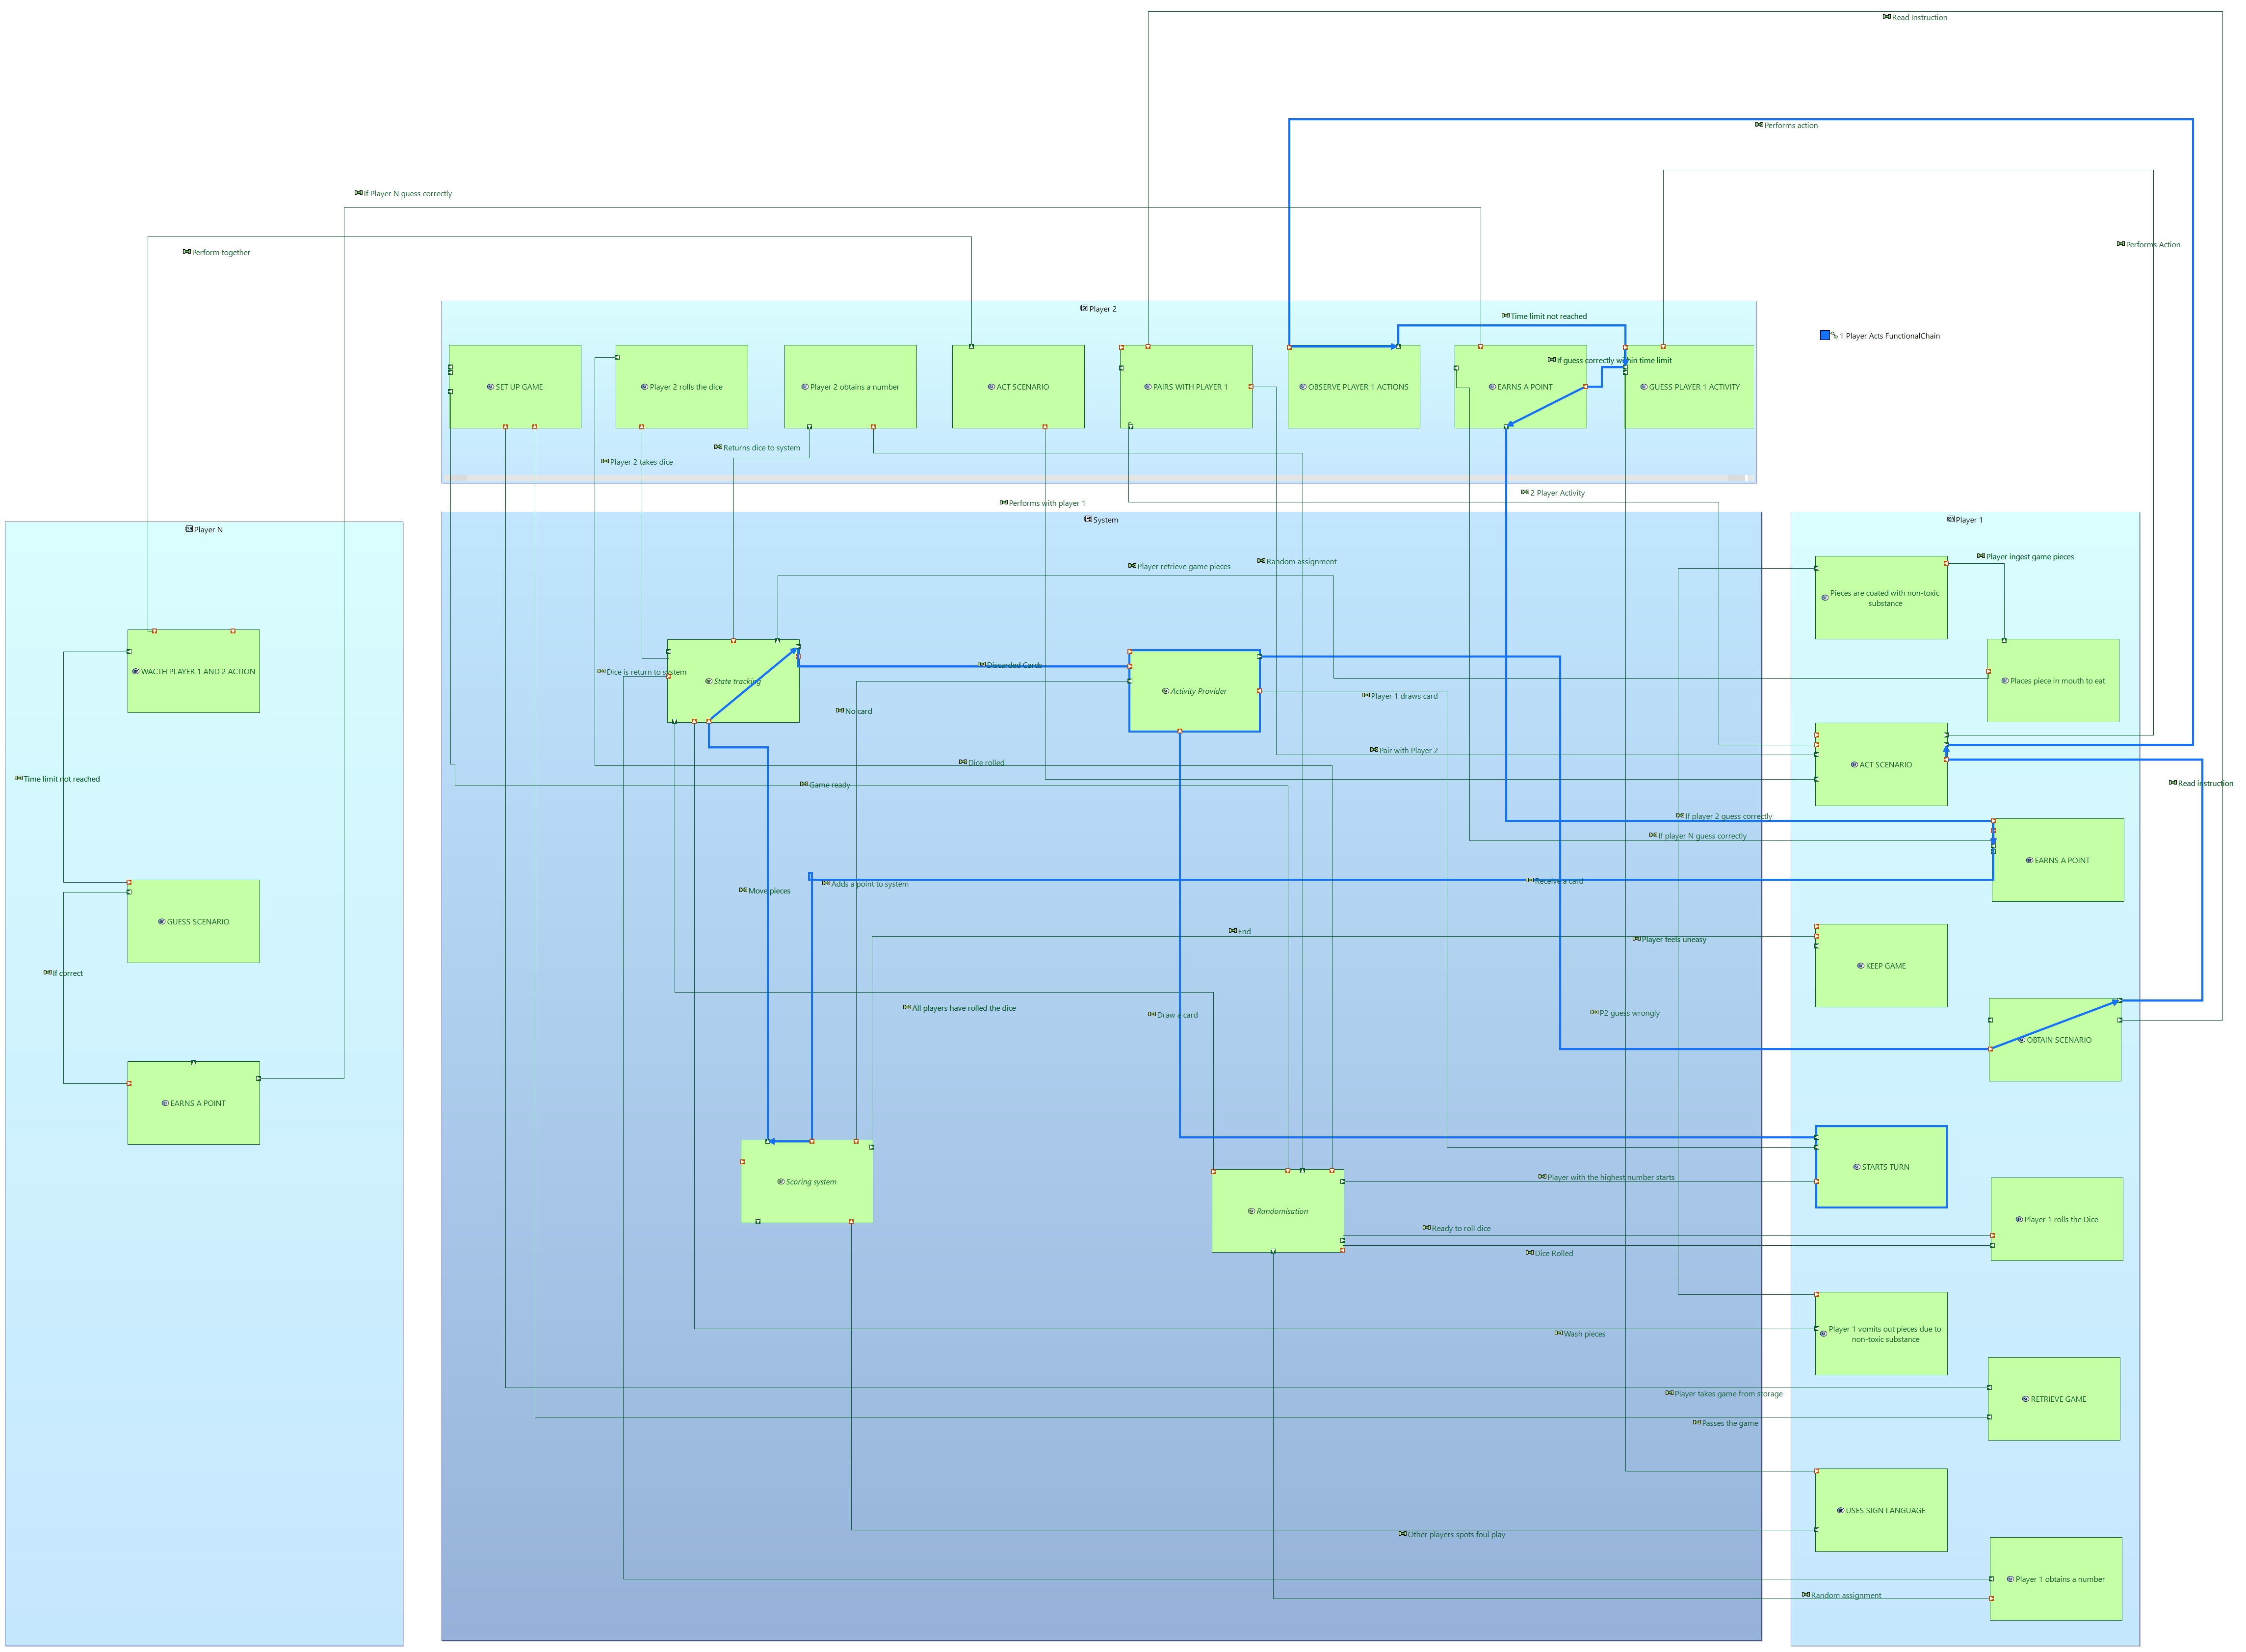 Read Instruction
Performs action
If Player N guess correctly
Performs Action
Perform together
Player 2
Time limit not reached
1 Player Acts FunctionalChain
If guess correctly within time limit
SET UP GAME
Player 2 rolls the dice
Player 2 obtains a number
ACT SCENARIO
PAIRS WITH PLAYER 1
OBSERVE PLAYER 1 ACTIONS
EARNS A POINT
GUESS PLAYER 1 ACTIVITY
Returns dice to system
Player 2 takes dice
2 Player Activity
Performs with player 1
System
Player 1
Player N
Player ingest game pieces
Random assignment
Player retrieve game pieces
Pieces are coated with non-toxic
substance
Discarded Cards
Dice is return to system
WACTH PLAYER 1 AND 2 ACTION
State tracking
Places piece in mouth to eat
Activity Provider
Player 1 draws card
No card
Pair with Player 2
Dice rolled
ACT SCENARIO
Time limit not reached
Game ready
Read instruction
If player 2 guess correctly
If player N guess correctly
EARNS A POINT
Receive a card
Adds a point to system
Move pieces
GUESS SCENARIO
End
Player feels uneasy
KEEP GAME
If correct
All players have rolled the dice
Draw a card
P2 guess wrongly
OBTAIN SCENARIO
EARNS A POINT
STARTS TURN
Player with the highest number starts
Scoring system
Randomisation
Player 1 rolls the Dice
Ready to roll dice
Dice Rolled
Player 1 vomits out pieces due to
non-toxic substance
Wash pieces
Player takes game from storage
RETRIEVE GAME
Passes the game
USES SIGN LANGUAGE
Other players spots foul play
Player 1 obtains a number
Random assignment